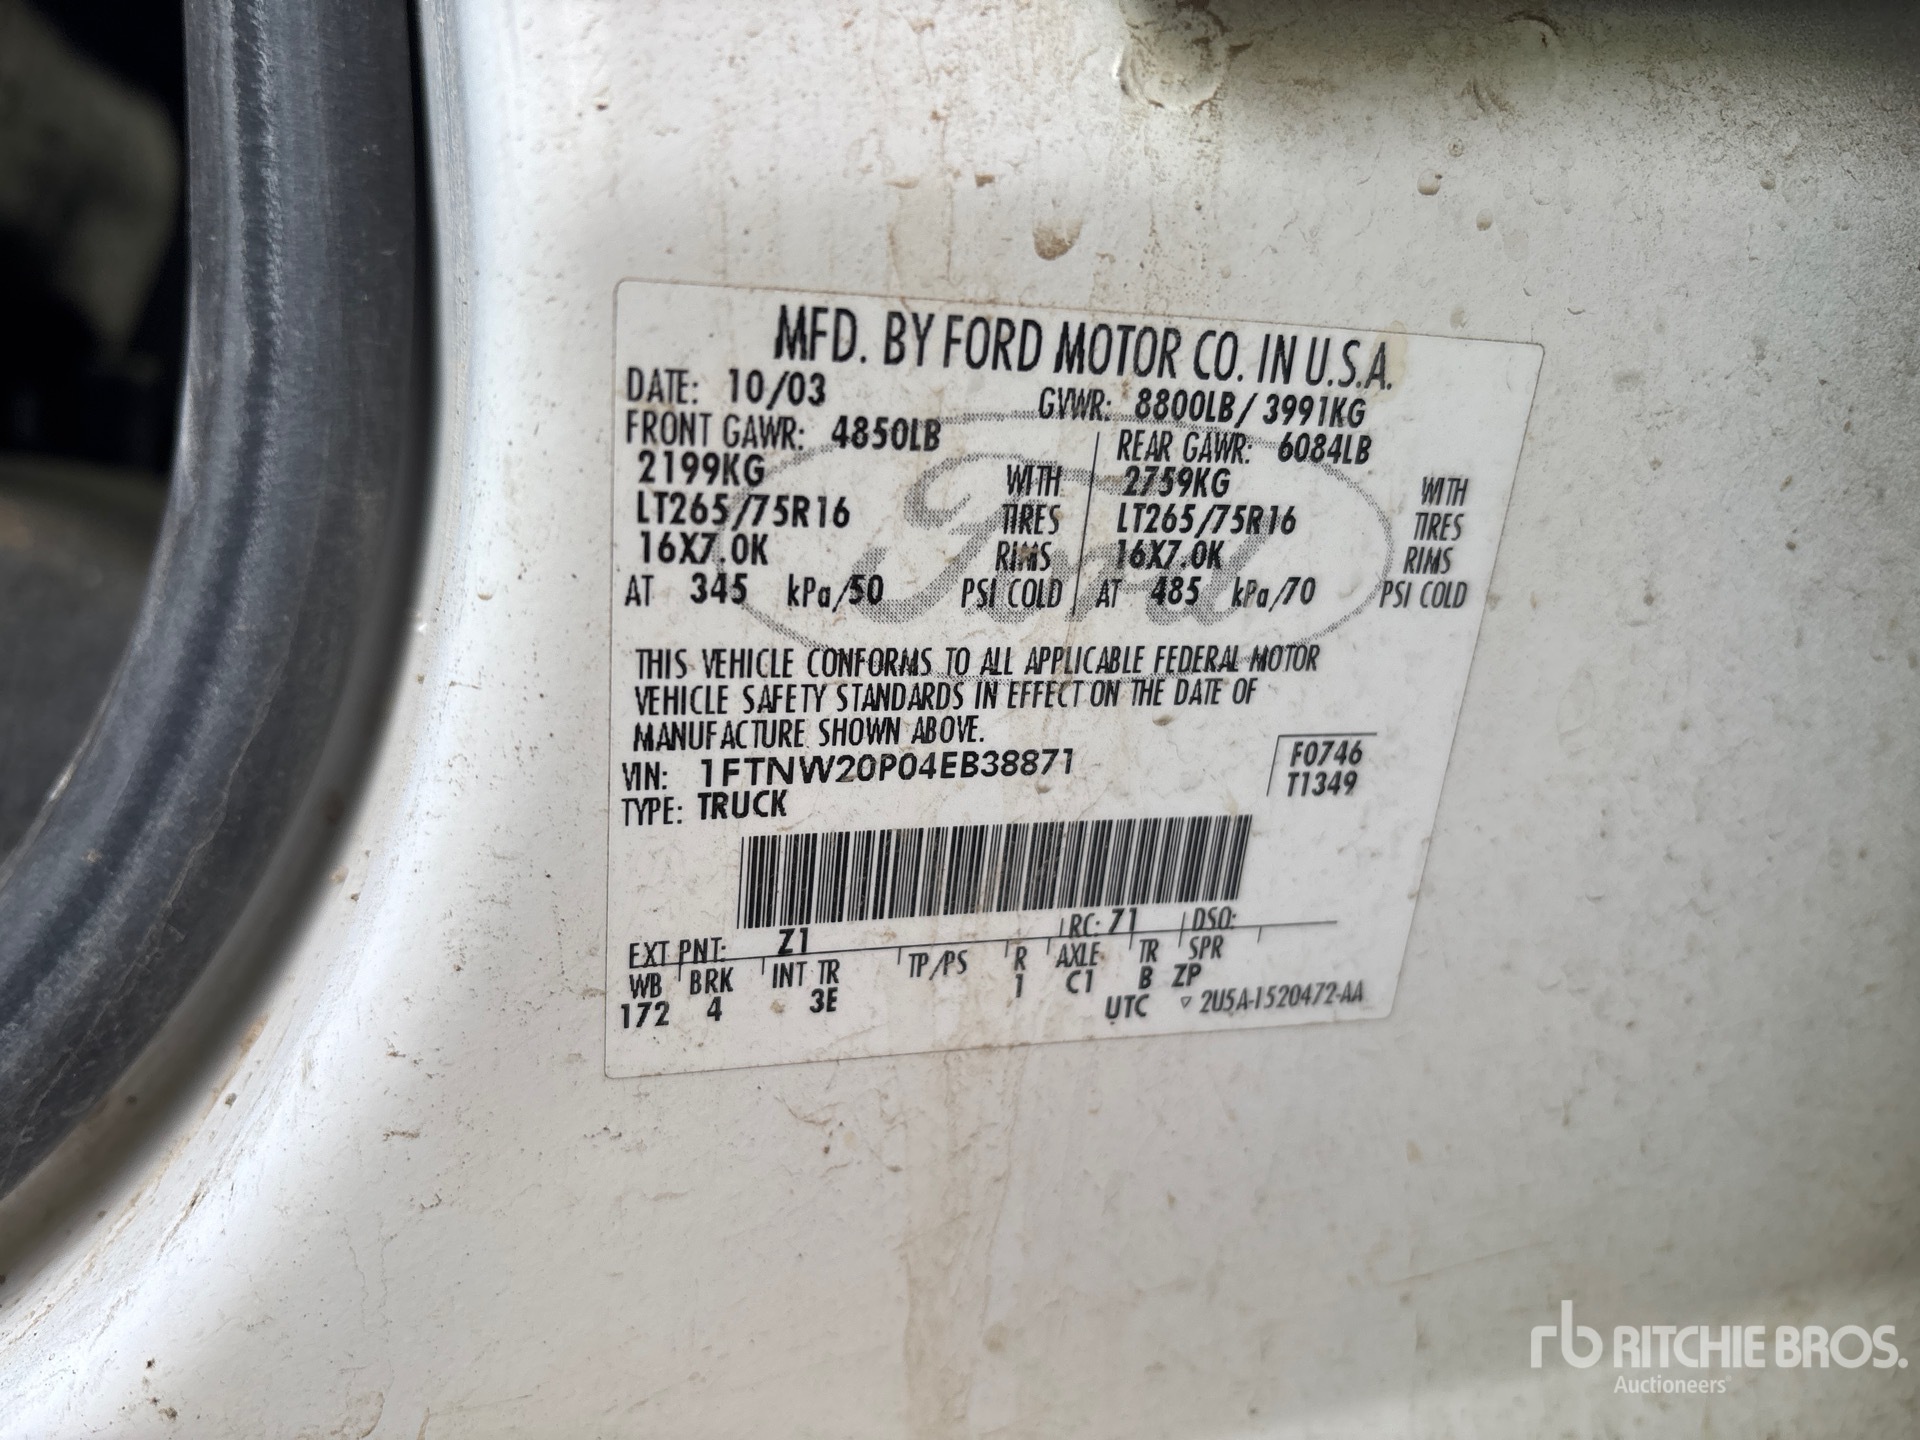 MFD. BY FORD MOTOR CO. IN U.S.A.
DATE: 10/03 GVWR: 8800LB/ 3991KG
FRONT GAWR: 4850LB REAR GAWR: 6084LB
2199KG WITH 2759KG WITH
LT265/75R16 TIRES LT265/75R16 TIRES
16X7.0K RIMS 16X7.0K RIMS
AT 345 kPa/50 PSI COLD AT 485 kPa/70 PSI COLD
Ford
THIS VEHICLE CONFORMS TO ALL APPLICABLE FEDERAL MOTOR
VEHICLE SAFETY STANDARDS IN EFFECT ON THE DATE OF
MANUFACTURE SHOWN ABOVE.
VIN: 1FTNW20P04EB38871 F0746
TYPE: TRUCK T1349
EXT PNT: Z1 RC: 71 DSO:
WB BRK INT TR TP/PS R AXLE TR SPR
172 4 3E 1 C1 B ZP
UTC ▽ 2U5A-1520472-AA
rb RITCHIE BROS.
Auctioneers